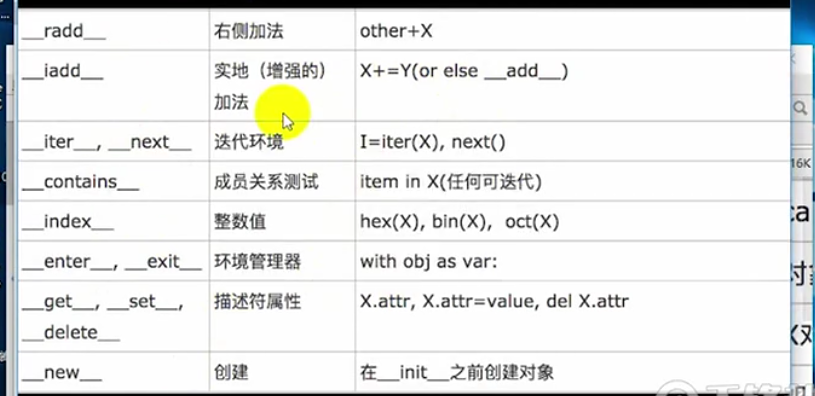 __radd__ 右侧加法 other+X
__iadd__ 实地（增强的） X+=Y(or else __add__)
加法
__iter__, __next__ 迭代环境 I=iter(X), next()
__contains__ 成员关系测试 item in X(任何可迭代)
__index__ 整数值 hex(X), bin(X), oct(X)
__enter__, __exit__ 环境管理器 with obj as var:
__get__, __set__, 描述符属性 X.attr, X.attr=value, del X.attr
__delete__
__new__ 创建 在__init__之前创建对象
16K
ca